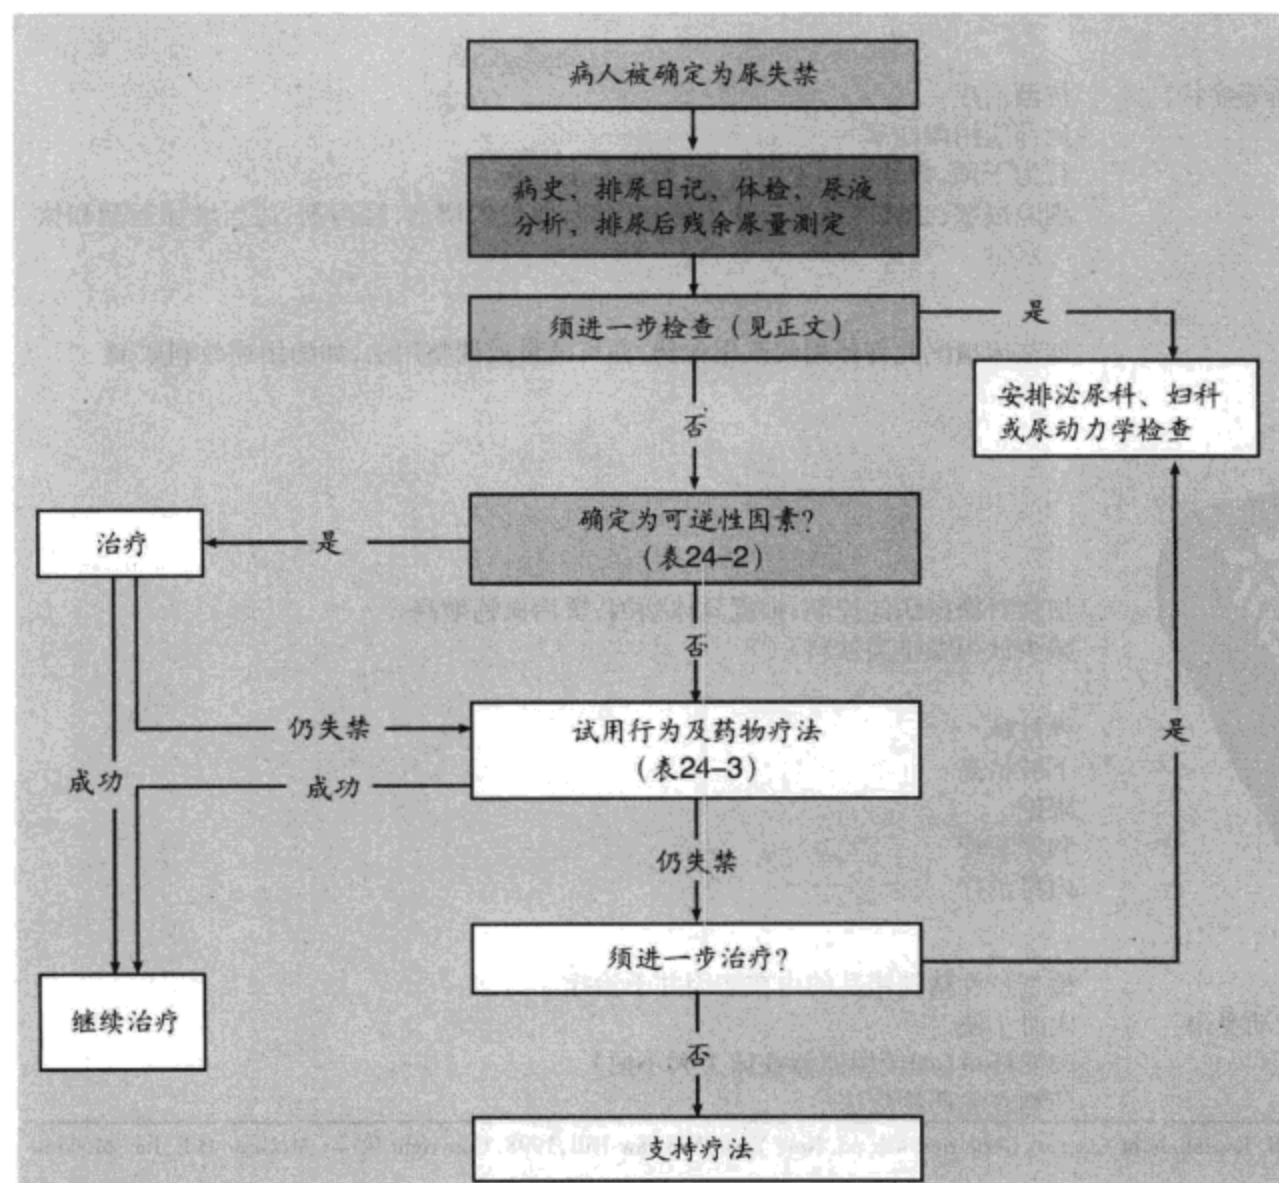 病人被确定为尿失禁
病史、排尿日记、体检、尿液
分析、排尿后残余尿量测定
须进一步检查（见正文）
是
安排泌尿科、妇科
或尿动力学检查
否
确定为可逆性因素？
（表24–2）
是
治疗
否
试用行为及药物疗法
（表24–3）
仍失禁
成功
成功
是
仍失禁
须进一步治疗？
继续治疗
否
支持疗法